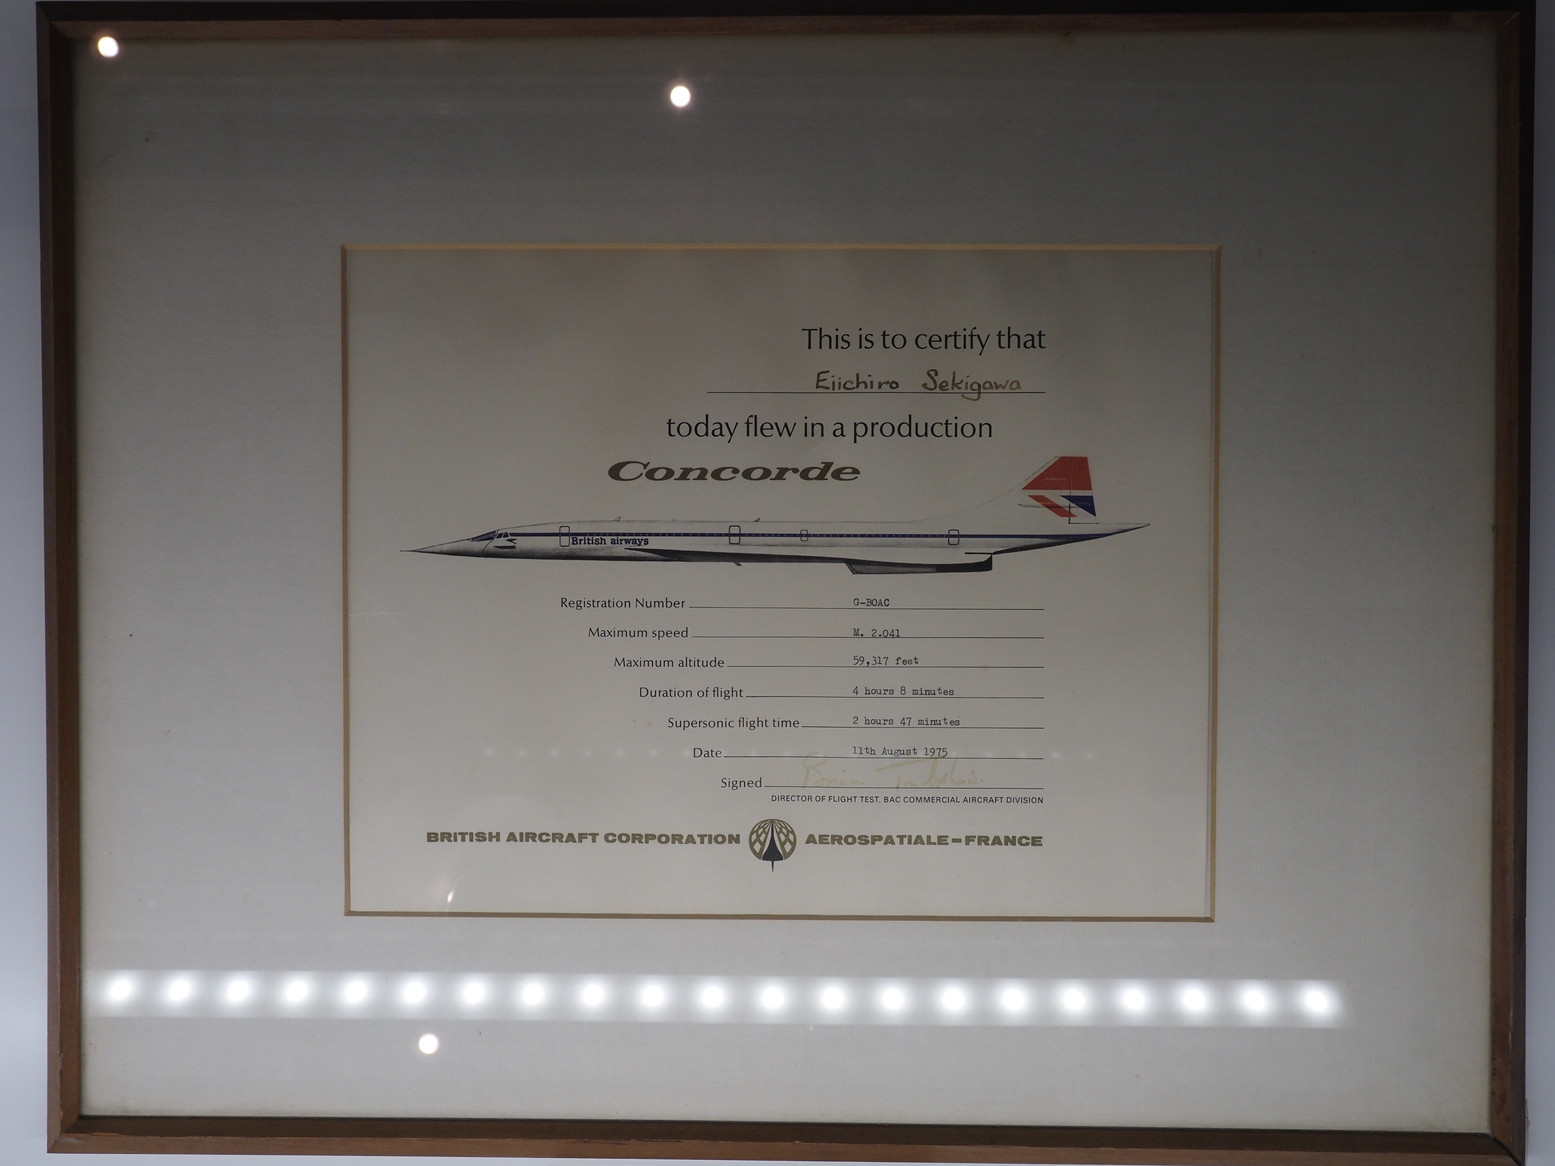 This is to certify that
Eiichiro Sekigawa
today flew in a production
Concorde
British airways
Registration Number G-BOAC
Maximum speed M. 2.041
Maximum altitude 59,317 feet
Duration of flight 4 hours 8 minutes
Supersonic flight time 2 hours 47 minutes
Date 11th August 1975
Signed Brian
DIRECTOR OF FLIGHT TEST, BAC COMMERCIAL AIRCRAFT DIVISION
BRITISH AIRCRAFT CORPORATION AEROSPATIALE-FRANCE